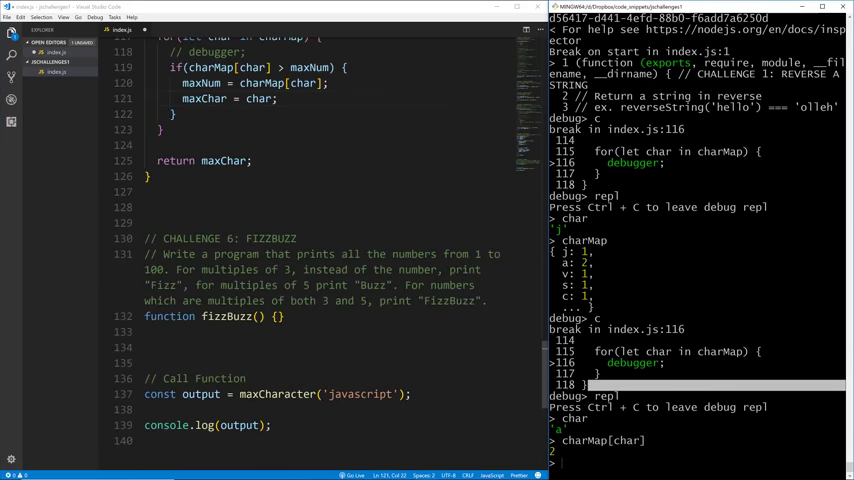 ● index.js - jschallenges1 - Visual Studio Code
File Edit Selection View Go Debug Tasks Help
EXPLORER
OPEN EDITORS 1 UNSAVED
● index.js
JSCHALLENGES1
index.js
index.js ●
117 for(let char in charMap) {
118 // debugger;
119 if(charMap[char] > maxNum) {
120 maxNum = charMap[char];
121 maxChar = char;
122 }
123 }
124
125 return maxChar;
126 }
127
128
129
130 // CHALLENGE 6: FIZZBUZZ
131 // Write a program that prints all the numbers from 1 to
100. For multiples of 3, instead of the number, print
"Fizz", for multiples of 5 print "Buzz". For numbers
which are multiples of both 3 and 5, print "FizzBuzz".
132 function fizzBuzz() {}
133
134
135
136 // Call Function
137 const output = maxCharacter('javascript');
138
139 console.log(output);
140
0 0 Go Live Ln 121, Col 22 Spaces: 2 UTF-8 CRLF JavaScript Prettier
MINGW64:/d/Dropbox/code_snippets/jschallenges1
d56417-d441-4efd-88b0-f6add7a6250d
< For help see https://nodejs.org/en/docs/insp
ector
Break on start in index.js:1
> 1 (function (exports, require, module, __fil
ename, __dirname) { // CHALLENGE 1: REVERSE A
STRING
2 // Return a string in reverse
3 // ex. reverseString('hello') === 'olleh'
debug> c
break in index.js:116
114
115 for(let char in charMap) {
>116 debugger;
117 }
118 }
debug> repl
Press Ctrl + C to leave debug repl
> char
'j'
> charMap
{ j: 1,
a: 2,
v: 1,
s: 1,
c: 1,
... }
debug> c
break in index.js:116
114
115 for(let char in charMap) {
>116 debugger;
117 }
118 }
debug> repl
Press Ctrl + C to leave debug repl
> char
'a'
> charMap[char]
2
>